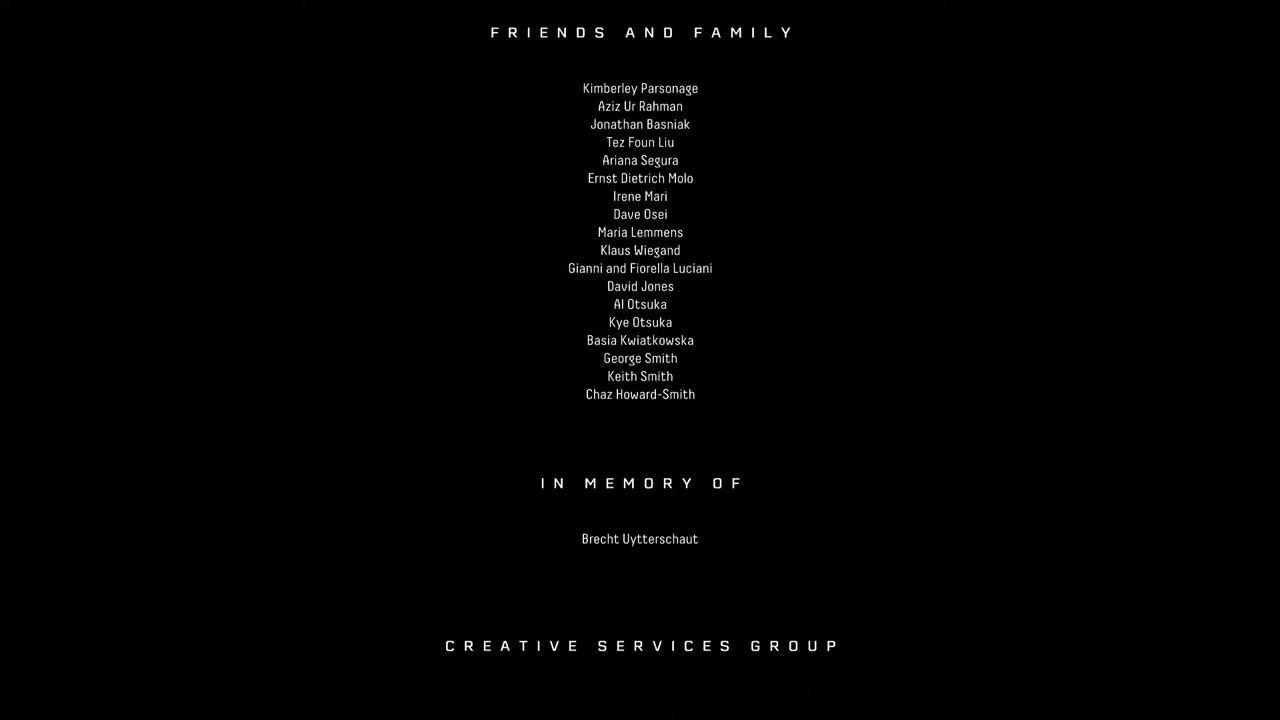 FRIENDS AND FAMILY
Kimberley Parsonage
Aziz Ur Rahman
Jonathan Basniak
Tez Foun Liu
Ariana Segura
Ernst Dietrich Molo
Irene Mari
Dave Osei
Maria Lemmens
Klaus Wiegand
Gianni and Fiorella Luciani
David Jones
Al Otsuka
Kye Otsuka
Basia Kwiatkowska
George Smith
Keith Smith
Chaz Howard-Smith
IN MEMORY OF
Brecht Uytterschaut
CREATIVE SERVICES GROUP